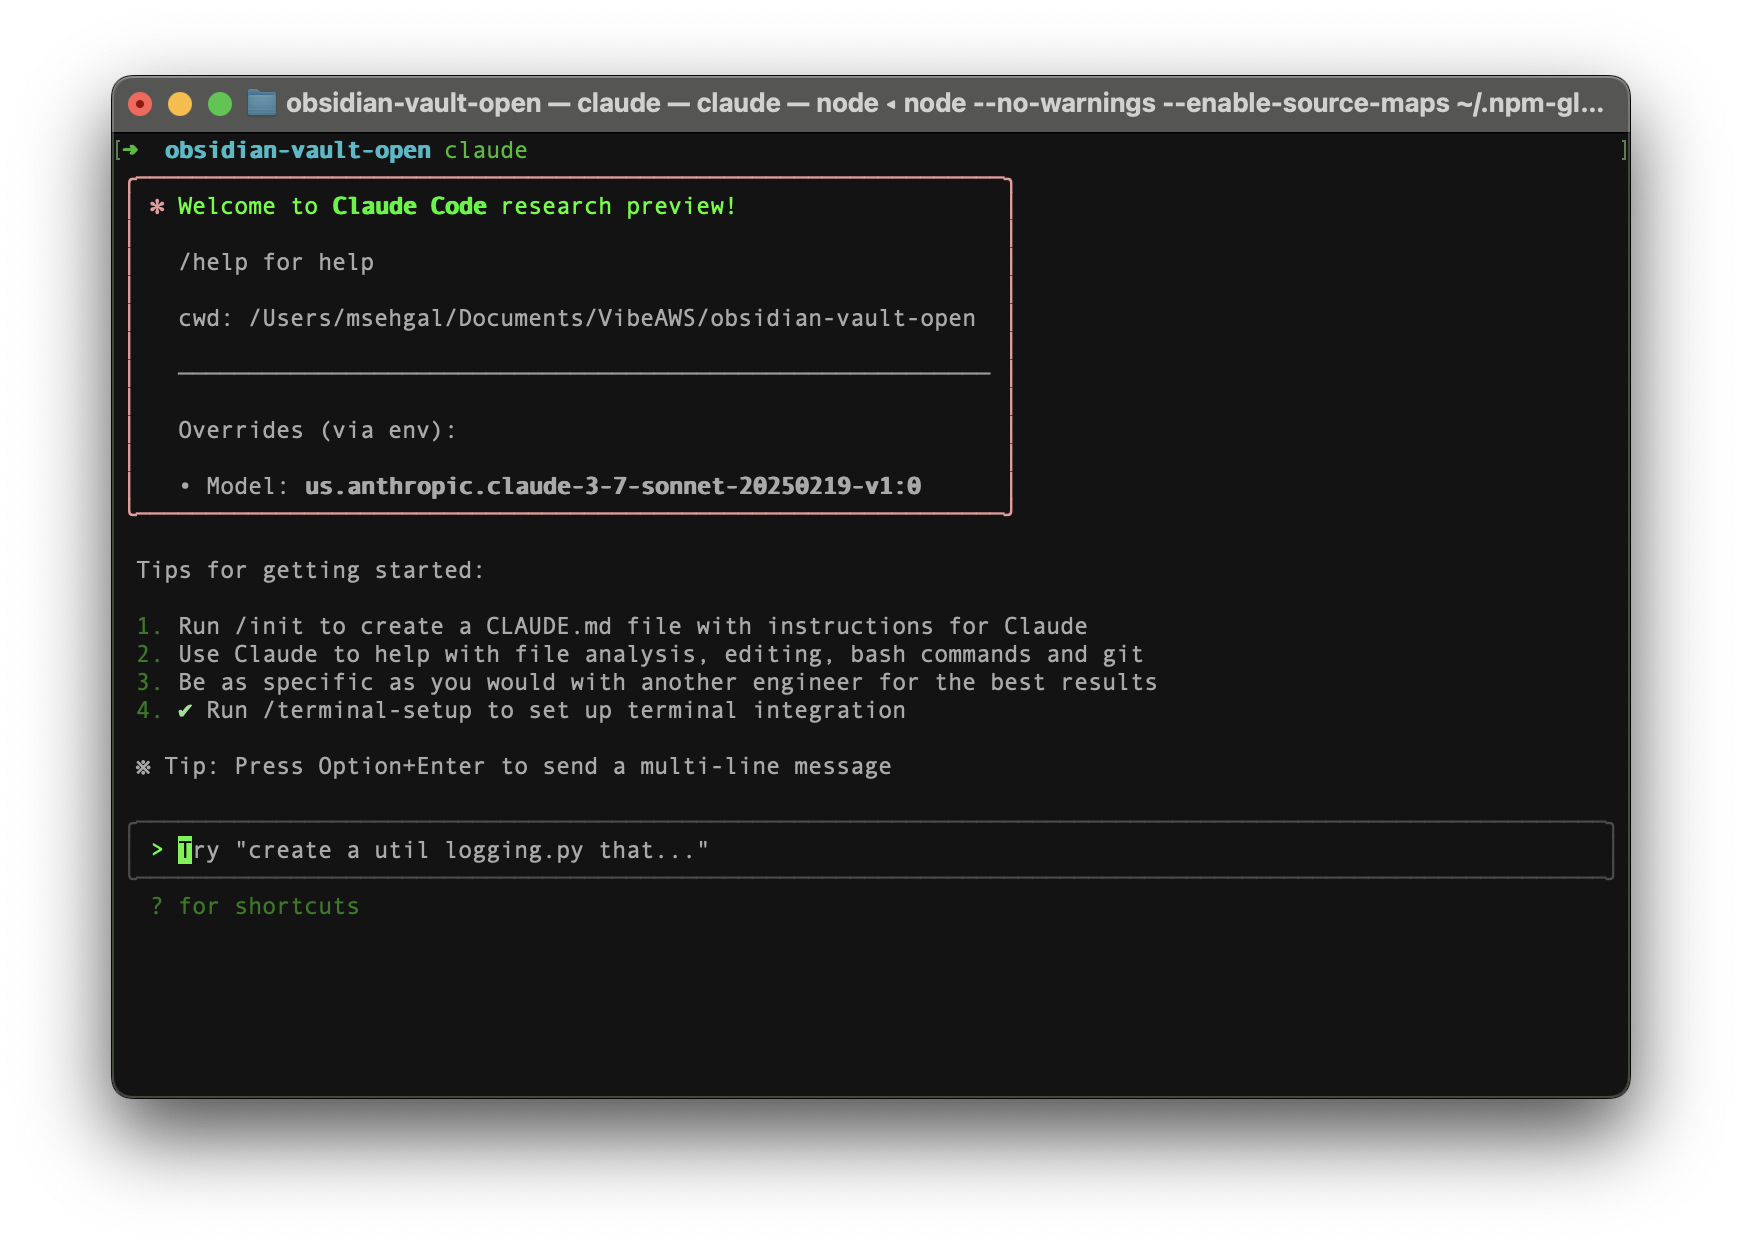 obsidian-vault-open — claude — claude — node ◂ node --no-warnings --enable-source-maps ~/.npm-gl...
[➜ obsidian-vault-open claude ]
✻ Welcome to Claude Code research preview!
/help for help
cwd: /Users/msehgal/Documents/VibeAWS/obsidian-vault-open
Overrides (via env):
• Model: us.anthropic.claude-3-7-sonnet-20250219-v1:0
Tips for getting started:
1. Run /init to create a CLAUDE.md file with instructions for Claude
2. Use Claude to help with file analysis, editing, bash commands and git
3. Be as specific as you would with another engineer for the best results
4. ✔ Run /terminal-setup to set up terminal integration
※ Tip: Press Option+Enter to send a multi-line message
> Try "create a util logging.py that..."
? for shortcuts